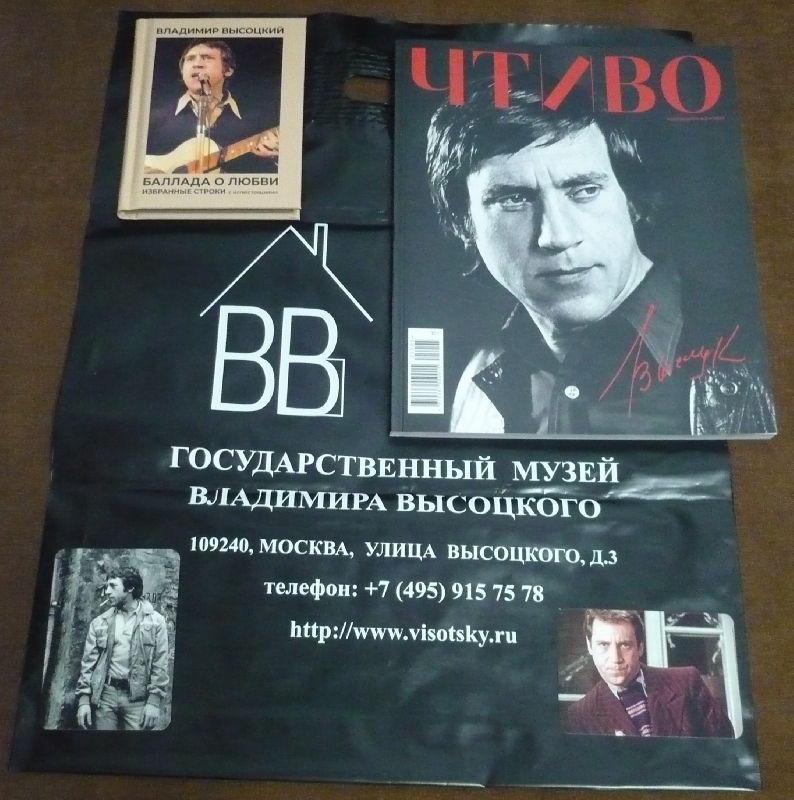 ВЛАДИМИР ВЫСОЦКИЙ
БАЛЛАДА О ЛЮБВИ
ИЗБРАННЫЕ СТРОКИ С ИЛЛЮСТРАЦИЯМИ
ЧТИВО
ВВ
ГОСУДАРСТВЕННЫЙ МУЗЕЙ
ВЛАДИМИРА ВЫСОЦКОГО
109240, МОСКВА, УЛИЦА ВЫСОЦКОГО, Д.3
телефон: +7 (495) 915 75 78
http://www.visotsky.ru